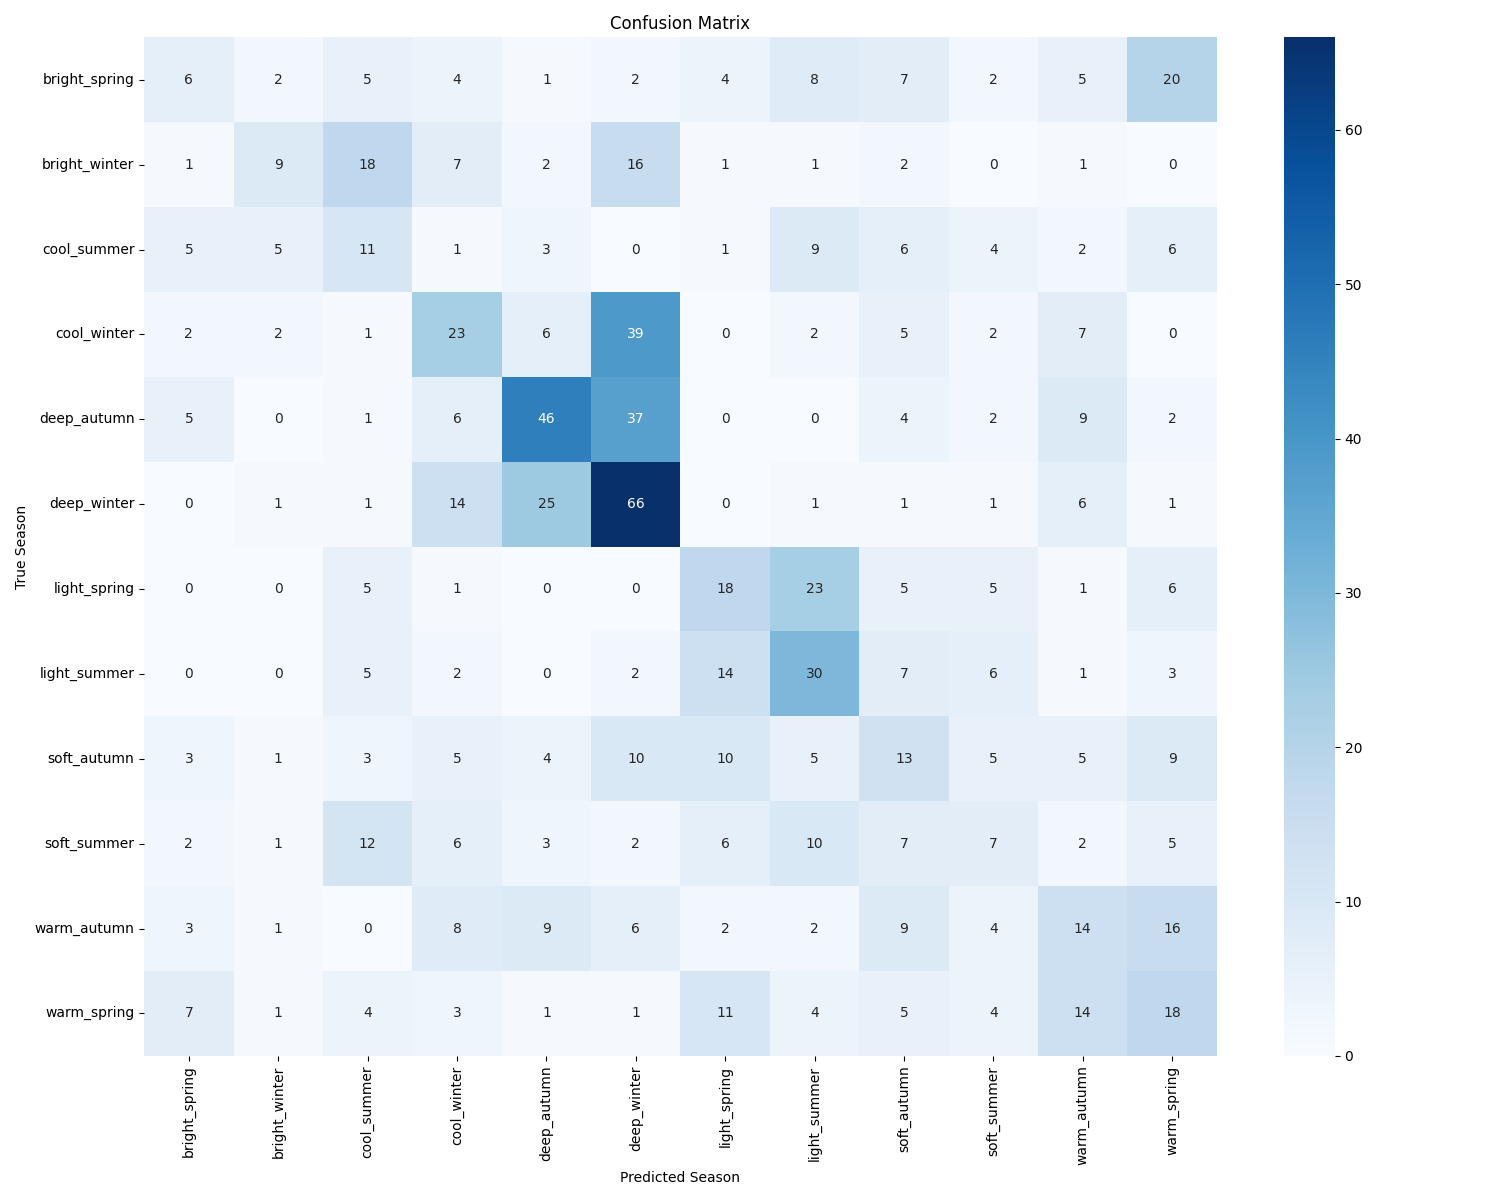 Confusion Matrix
bright_spring 6 2 5 4 1 2 4 8 7 2 5 20
bright_winter 1 9 18 7 2 16 1 1 2 0 1 0
cool_summer 5 5 11 1 3 0 1 9 6 4 2 6
cool_winter 2 2 1 23 6 39 0 2 5 2 7 0
deep_autumn 5 0 1 6 46 37 0 0 4 2 9 2
deep_winter 0 1 1 14 25 66 0 1 1 1 6 1
light_spring 0 0 5 1 0 0 18 23 5 5 1 6
light_summer 0 0 5 2 0 2 14 30 7 6 1 3
soft_autumn 3 1 3 5 4 10 10 5 13 5 5 9
soft_summer 2 1 12 6 3 2 6 10 7 7 2 5
warm_autumn 3 1 0 8 9 6 2 2 9 4 14 16
warm_spring 7 1 4 3 1 1 11 4 5 4 14 18
True Season
bright_spring
bright_winter
cool_summer
cool_winter
deep_autumn
deep_winter
light_spring
light_summer
soft_autumn
soft_summer
warm_autumn
warm_spring
Predicted Season
60
50
40
30
20
10
0